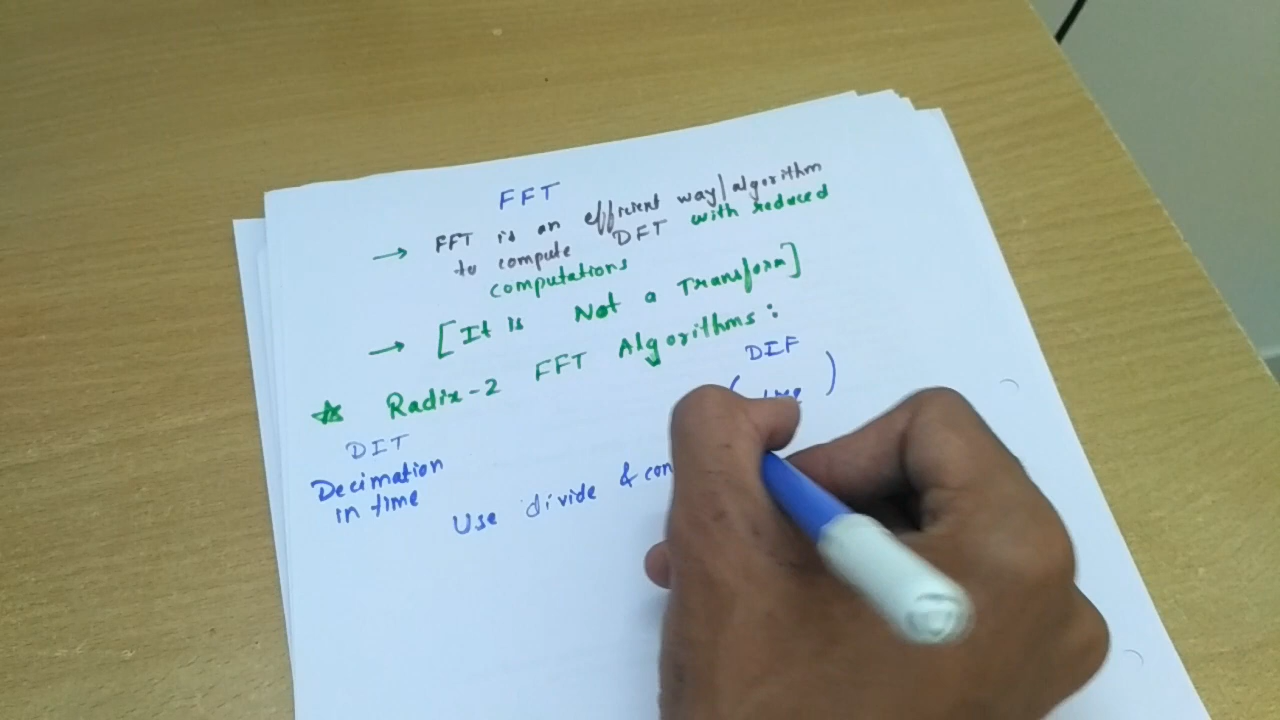 FFT
→ FFT is an efficient way/algorithm
to compute DFT with reduced
computations
→ [It is Not a Transform]
☆ Radix-2 FFT Algorithms:
DIT
Decimation
in time
DIF
( )
Use divide & con